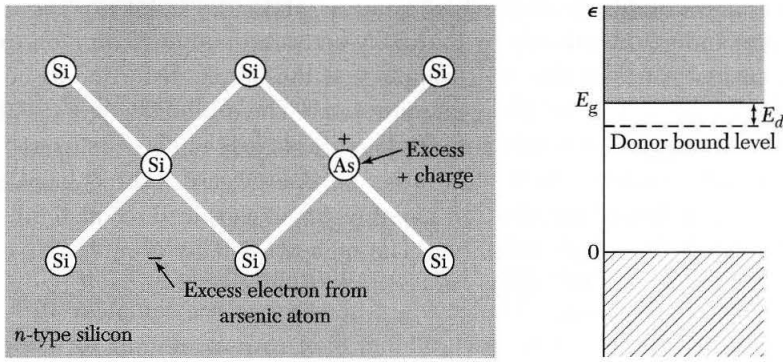 Si
Si
Si
Si
+
As
Excess
+ charge
Si
−
Si
Si
Excess electron from
arsenic atom
n-type silicon
ϵ
E_g
E_d
Donor bound level
0